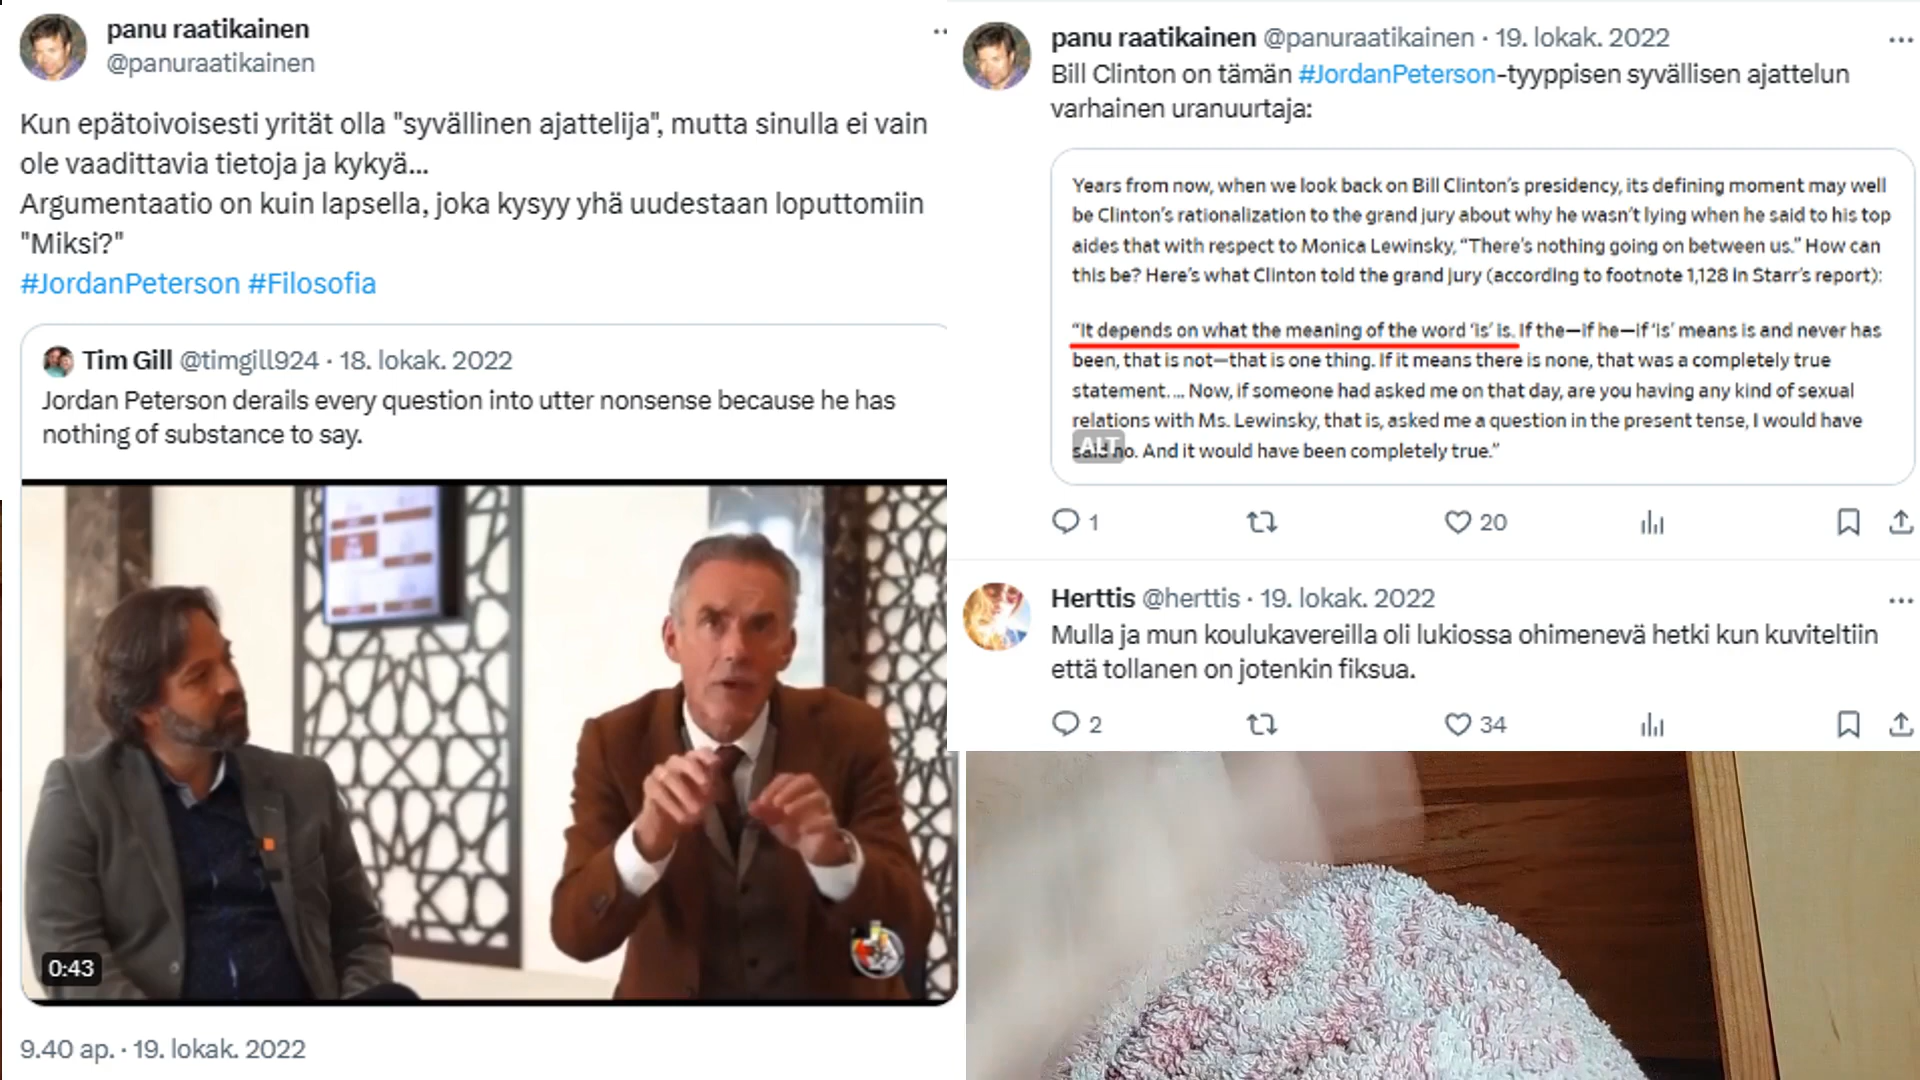 panu raatikainen
@panuraatikainen
Kun epätoivoisesti yrität olla "syvällinen ajattelija", mutta sinulla ei vain
ole vaadittavia tietoja ja kykyä...
Argumentaatio on kuin lapsella, joka kysyy yhä uudestaan loputtomiin
"Miksi?"
#JordanPeterson #Filosofia
Tim Gill @timgill924 · 18. lokak. 2022
Jordan Peterson derails every question into utter nonsense because he has
nothing of substance to say.
0:43
9.40 ap. · 19. lokak. 2022
panu raatikainen @panuraatikainen · 19. lokak. 2022
Bill Clinton on tämän #JordanPeterson-tyyppisen syvällisen ajattelun
varhainen uranuurtaja:
Years from now, when we look back on Bill Clinton's presidency, its defining moment may well
be Clinton's rationalization to the grand jury about why he wasn't lying when he said to his top
aides that with respect to Monica Lewinsky, "There's nothing going on between us." How can
this be? Here's what Clinton told the grand jury (according to footnote 1,128 in Starr's report):
"It depends on what the meaning of the word 'is' is. If the—if he—if 'is' means is and never has
been, that is not—that is one thing. If it means there is none, that was a completely true
statement.... Now, if someone had asked me on that day, are you having any kind of sexual
relations with Ms. Lewinsky, that is, asked me a question in the present tense, I would have
said no. And it would have been completely true."
ALT
1 20
Herttis @herttis · 19. lokak. 2022
Mulla ja mun koulukavereilla oli lukiossa ohimenevä hetki kun kuviteltiin
että tollanen on jotenkin fiksua.
2 34